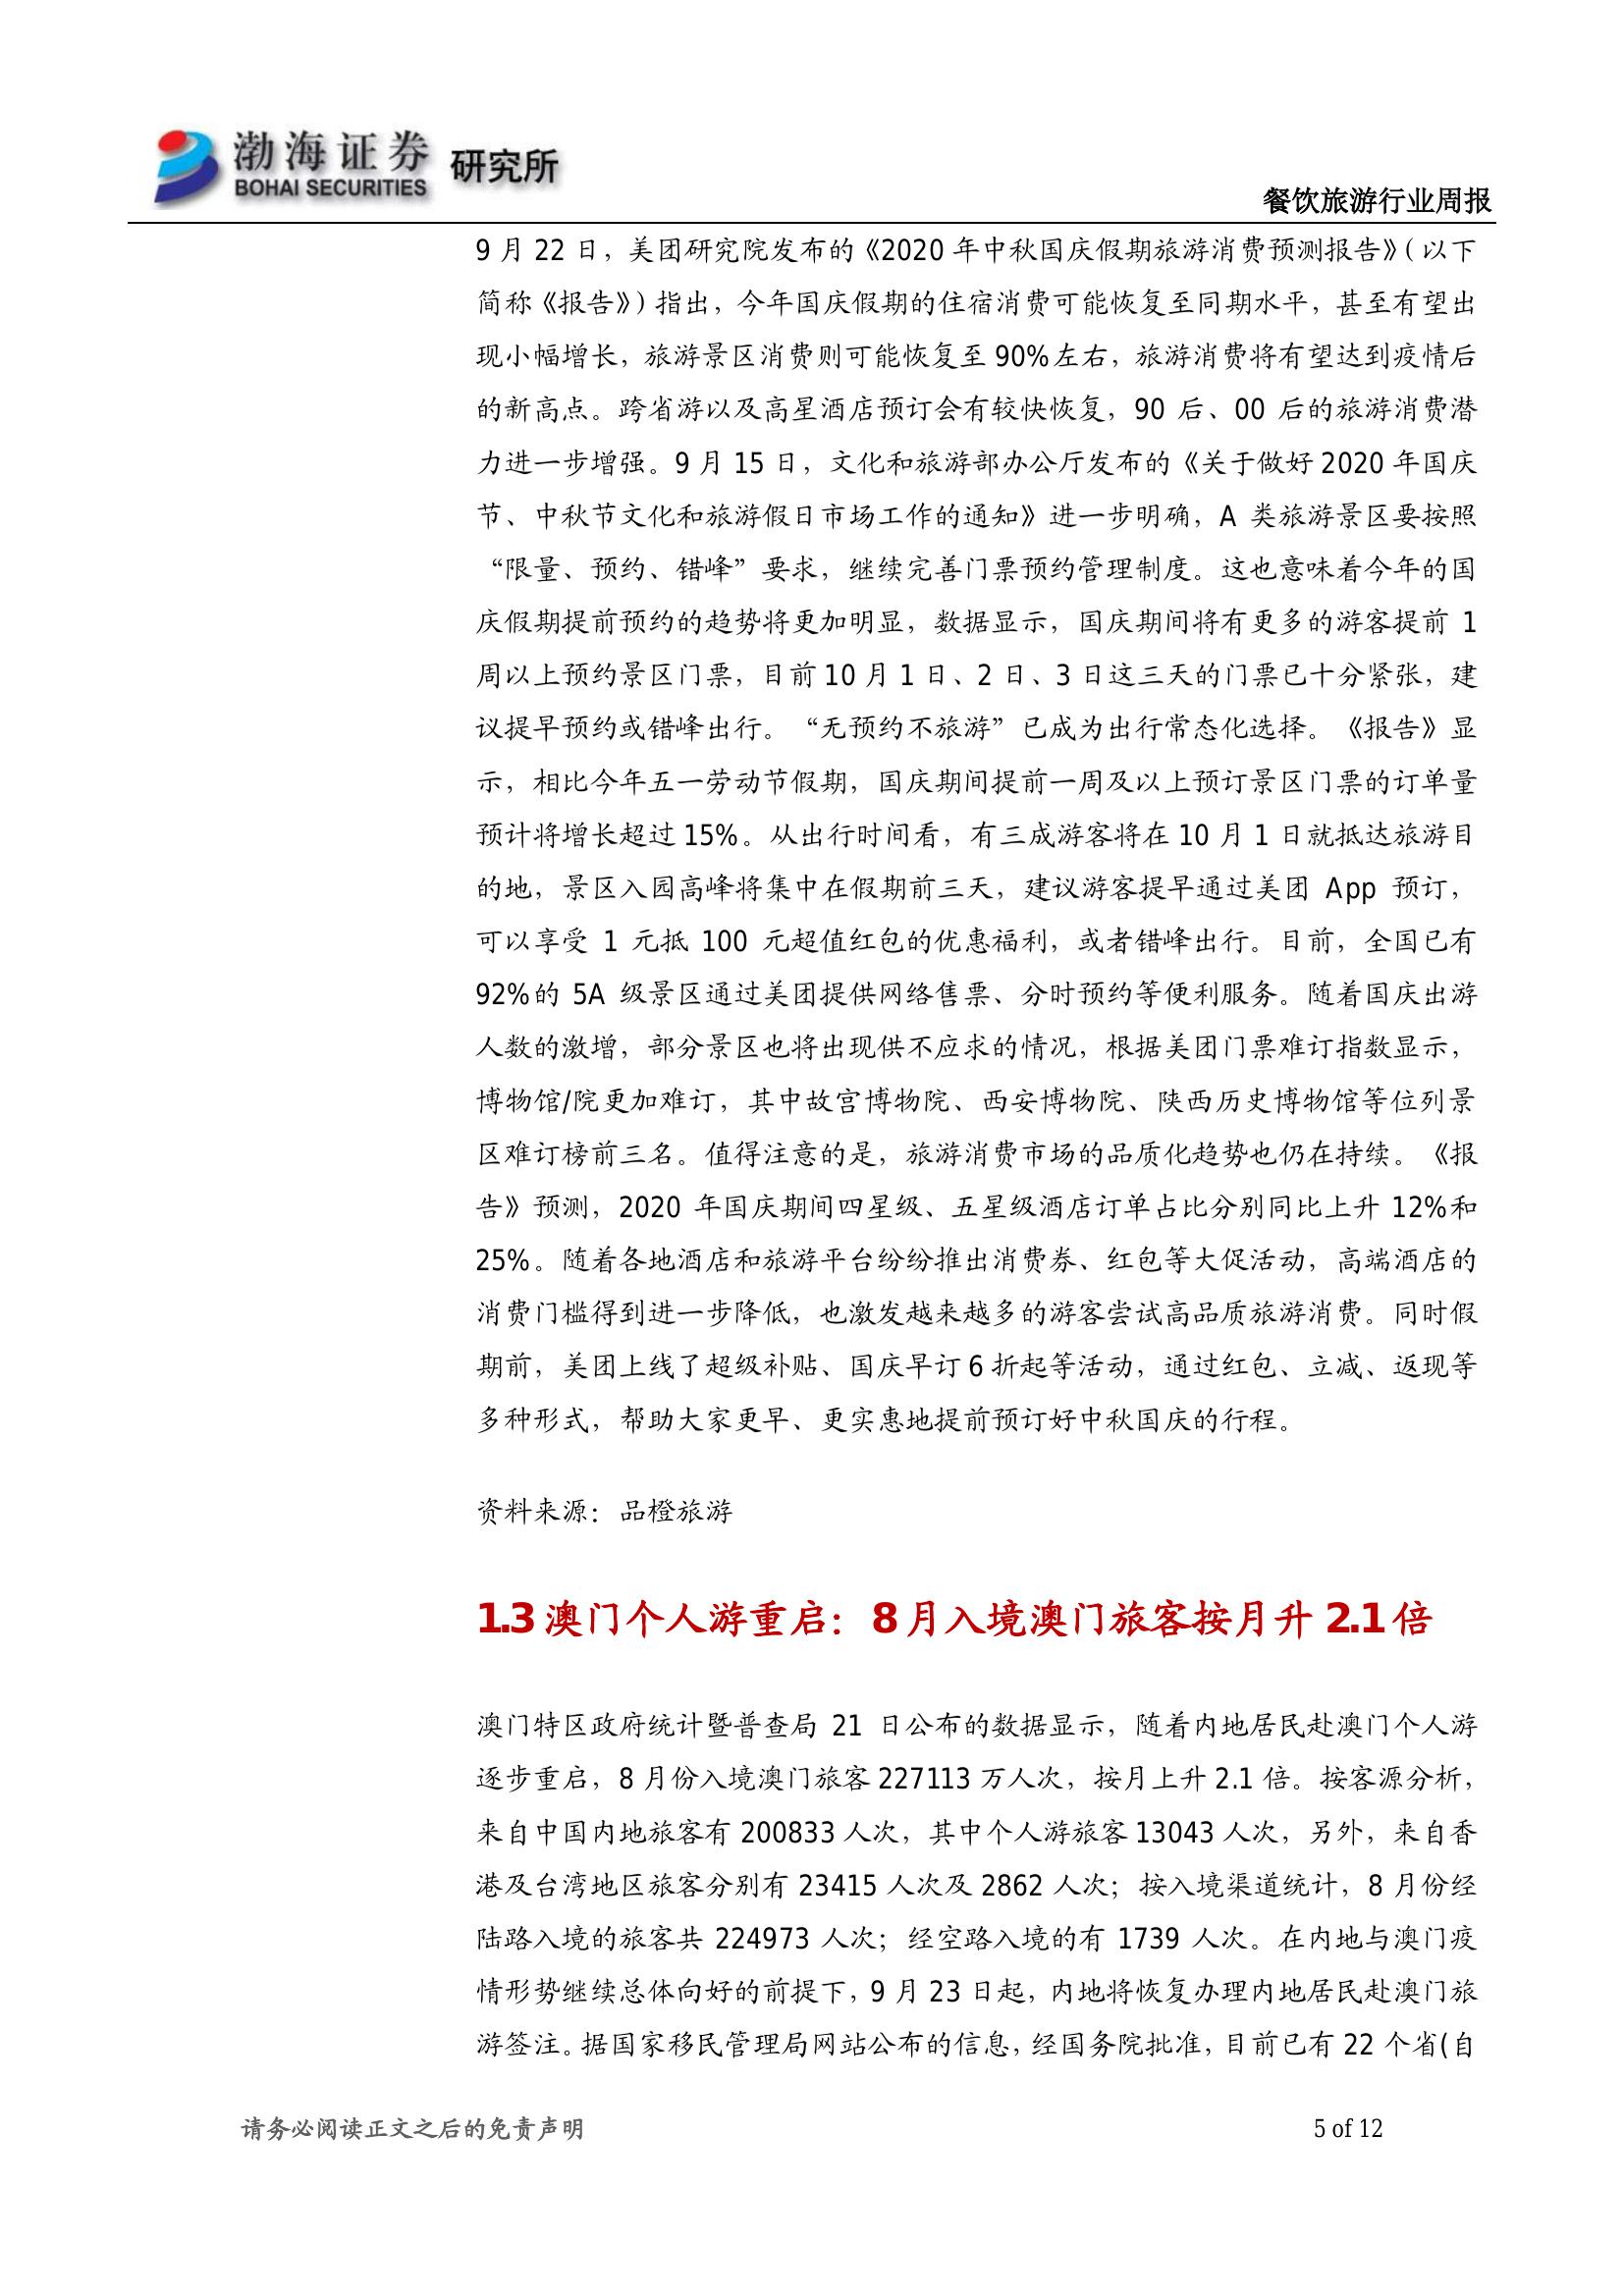 渤海证券 研究所
BOHAI SECURITIES
餐饮旅游行业周报
9 月 22 日，美团研究院发布的《2020 年中秋国庆假期旅游消费预测报告》（以下
简称《报告》）指出，今年国庆假期的住宿消费可能恢复至同期水平，甚至有望出
现小幅增长，旅游景区消费则可能恢复至 90%左右，旅游消费将有望达到疫情后
的新高点。跨省游以及高星酒店预订会有较快恢复，90 后、00 后的旅游消费潜
力进一步增强。9 月 15 日，文化和旅游部办公厅发布的《关于做好 2020 年国庆
节、中秋节文化和旅游假日市场工作的通知》进一步明确，A 类旅游景区要按照
“限量、预约、错峰”要求，继续完善门票预约管理制度。这也意味着今年的国
庆假期提前预约的趋势将更加明显，数据显示，国庆期间将有更多的游客提前 1
周以上预约景区门票，目前 10 月 1 日、2 日、3 日这三天的门票已十分紧张，建
议提早预约或错峰出行。“无预约不旅游”已成为出行常态化选择。《报告》显
示，相比今年五一劳动节假期，国庆期间提前一周及以上预订景区门票的订单量
预计将增长超过 15%。从出行时间看，有三成游客将在 10 月 1 日就抵达旅游目
的地，景区入园高峰将集中在假期前三天，建议游客提早通过美团 App 预订，
可以享受 1 元抵 100 元超值红包的优惠福利，或者错峰出行。目前，全国已有
92%的 5A 级景区通过美团提供网络售票、分时预约等便利服务。随着国庆出游
人数的激增，部分景区也将出现供不应求的情况，根据美团门票难订指数显示，
博物馆/院更加难订，其中故宫博物院、西安博物院、陕西历史博物馆等位列景
区难订榜前三名。值得注意的是，旅游消费市场的品质化趋势也仍在持续。《报
告》预测，2020 年国庆期间四星级、五星级酒店订单占比分别同比上升 12%和
25%。随着各地酒店和旅游平台纷纷推出消费券、红包等大促活动，高端酒店的
消费门槛得到进一步降低，也激发越来越多的游客尝试高品质旅游消费。同时假
期前，美团上线了超级补贴、国庆早订 6 折起等活动，通过红包、立减、返现等
多种形式，帮助大家更早、更实惠地提前预订好中秋国庆的行程。
资料来源：品橙旅游
1.3 澳门个人游重启：8 月入境澳门旅客按月升 2.1 倍
澳门特区政府统计暨普查局 21 日公布的数据显示，随着内地居民赴澳门个人游
逐步重启，8 月份入境澳门旅客 227113 万人次，按月上升 2.1 倍。按客源分析，
来自中国内地旅客有 200833 人次，其中个人游旅客 13043 人次，另外，来自香
港及台湾地区旅客分别有 23415 人次及 2862 人次；按入境渠道统计，8 月份经
陆路入境的旅客共 224973 人次；经空路入境的有 1739 人次。在内地与澳门疫
情形势继续总体向好的前提下，9 月 23 日起，内地将恢复办理内地居民赴澳门旅
游签注。据国家移民管理局网站公布的信息，经国务院批准，目前已有 22 个省(自
请务必阅读正文之后的免责声明
5 of 12